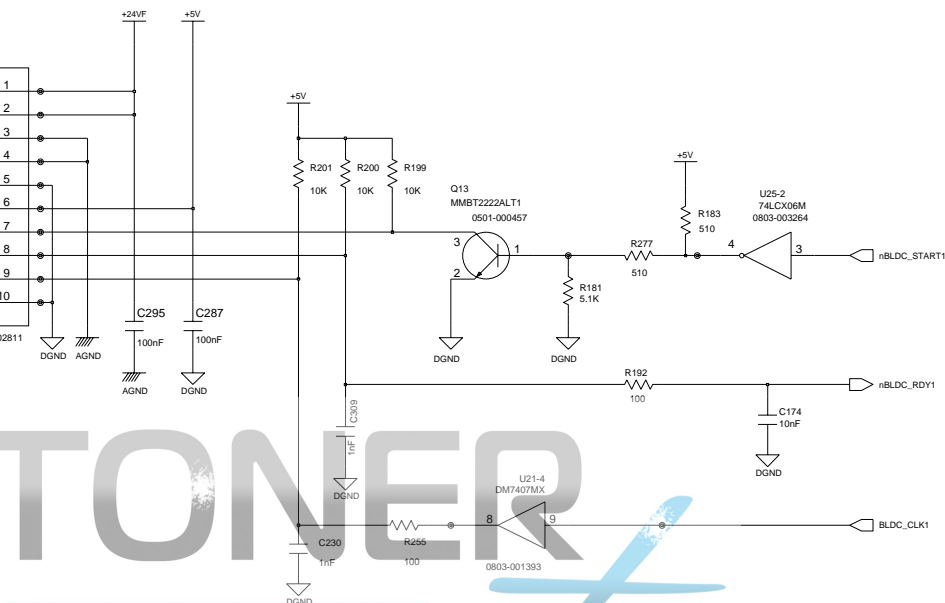 +24VF
+5V
1
2
3
4
5
6
7
8
9
10
02811
DGND
AGND
C295
100nF
AGND
C287
100nF
DGND
+5V
R201
10K
R200
10K
R199
10K
Q13
MMBT2222ALT1
0501-000457
3
1
2
DGND
R181
5.1K
DGND
R277
510
+5V
R183
510
U25-2
74LCX06M
0803-003264
4
3
nBLDC_START1
R192
100
nBLDC_RDY1
C174
10nF
DGND
C309
1nF
DGND
TONER
U21-4
DM7407MX
8
9
0803-001393
BLDC_CLK1
R255
100
C230
1nF
DGND